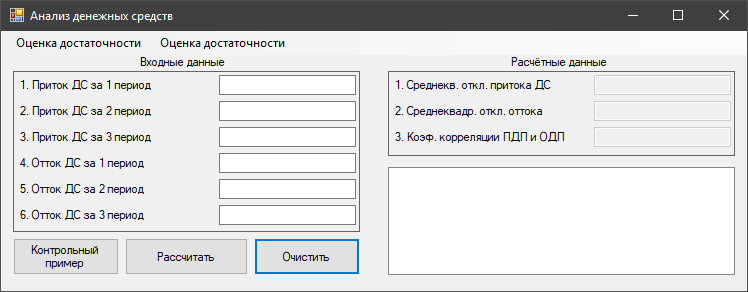 Анализ денежных средств
Оценка достаточности Оценка достаточности
Входные данные
1. Приток ДС за 1 период
2. Приток ДС за 2 период
3. Приток ДС за 3 период
4. Отток ДС за 1 период
5. Отток ДС за 2 период
6. Отток ДС за 3 период
Контрольный
пример
Рассчитать
Очистить
Расчётные данные
1. Среднекв. откл. притока ДС
2. Среднеквадр. откл. оттока
3. Коэф. корреляции ПДП и ОДП